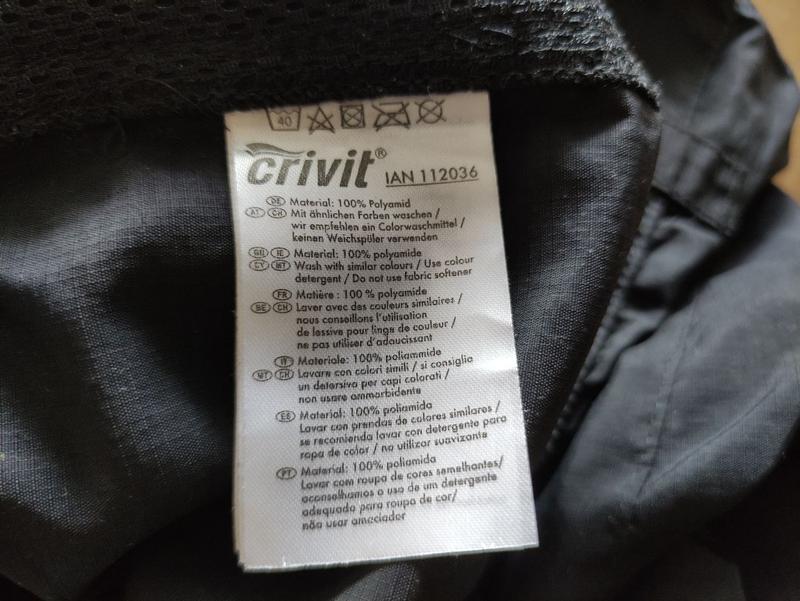 40
crivit®
IAN 112036
DE Material: 100% Polyamid
AT CH Mit ähnlichen Farben waschen /
wir empfehlen ein Colorwaschmittel /
keinen Weichspüler verwenden
GB IE Material: 100% polyamide
CY MT Wash with similar colours / Use colour
detergent / Do not use fabric softener
FR Matière : 100 % polyamide
BE CH Laver avec des couleurs similaires /
nous conseillons l'utilisation
de lessive pour linge de couleur /
ne pas utiliser d'adoucissant
IT Materiale: 100% poliammide
MT CH Lavare con colori simili / si consiglia
un detersivo per capi colorati /
non usare ammorbidente
ES Material: 100% poliamida
Lavar con prendas de colores similares /
se recomienda lavar con detergente para
ropa de color / no utilizar suavizante
PT Material: 100% poliamida
Lavar com roupa de cores semelhantes/
aconselhamos o uso de um detergente
adequado para roupa de cor/
não usar amaciador